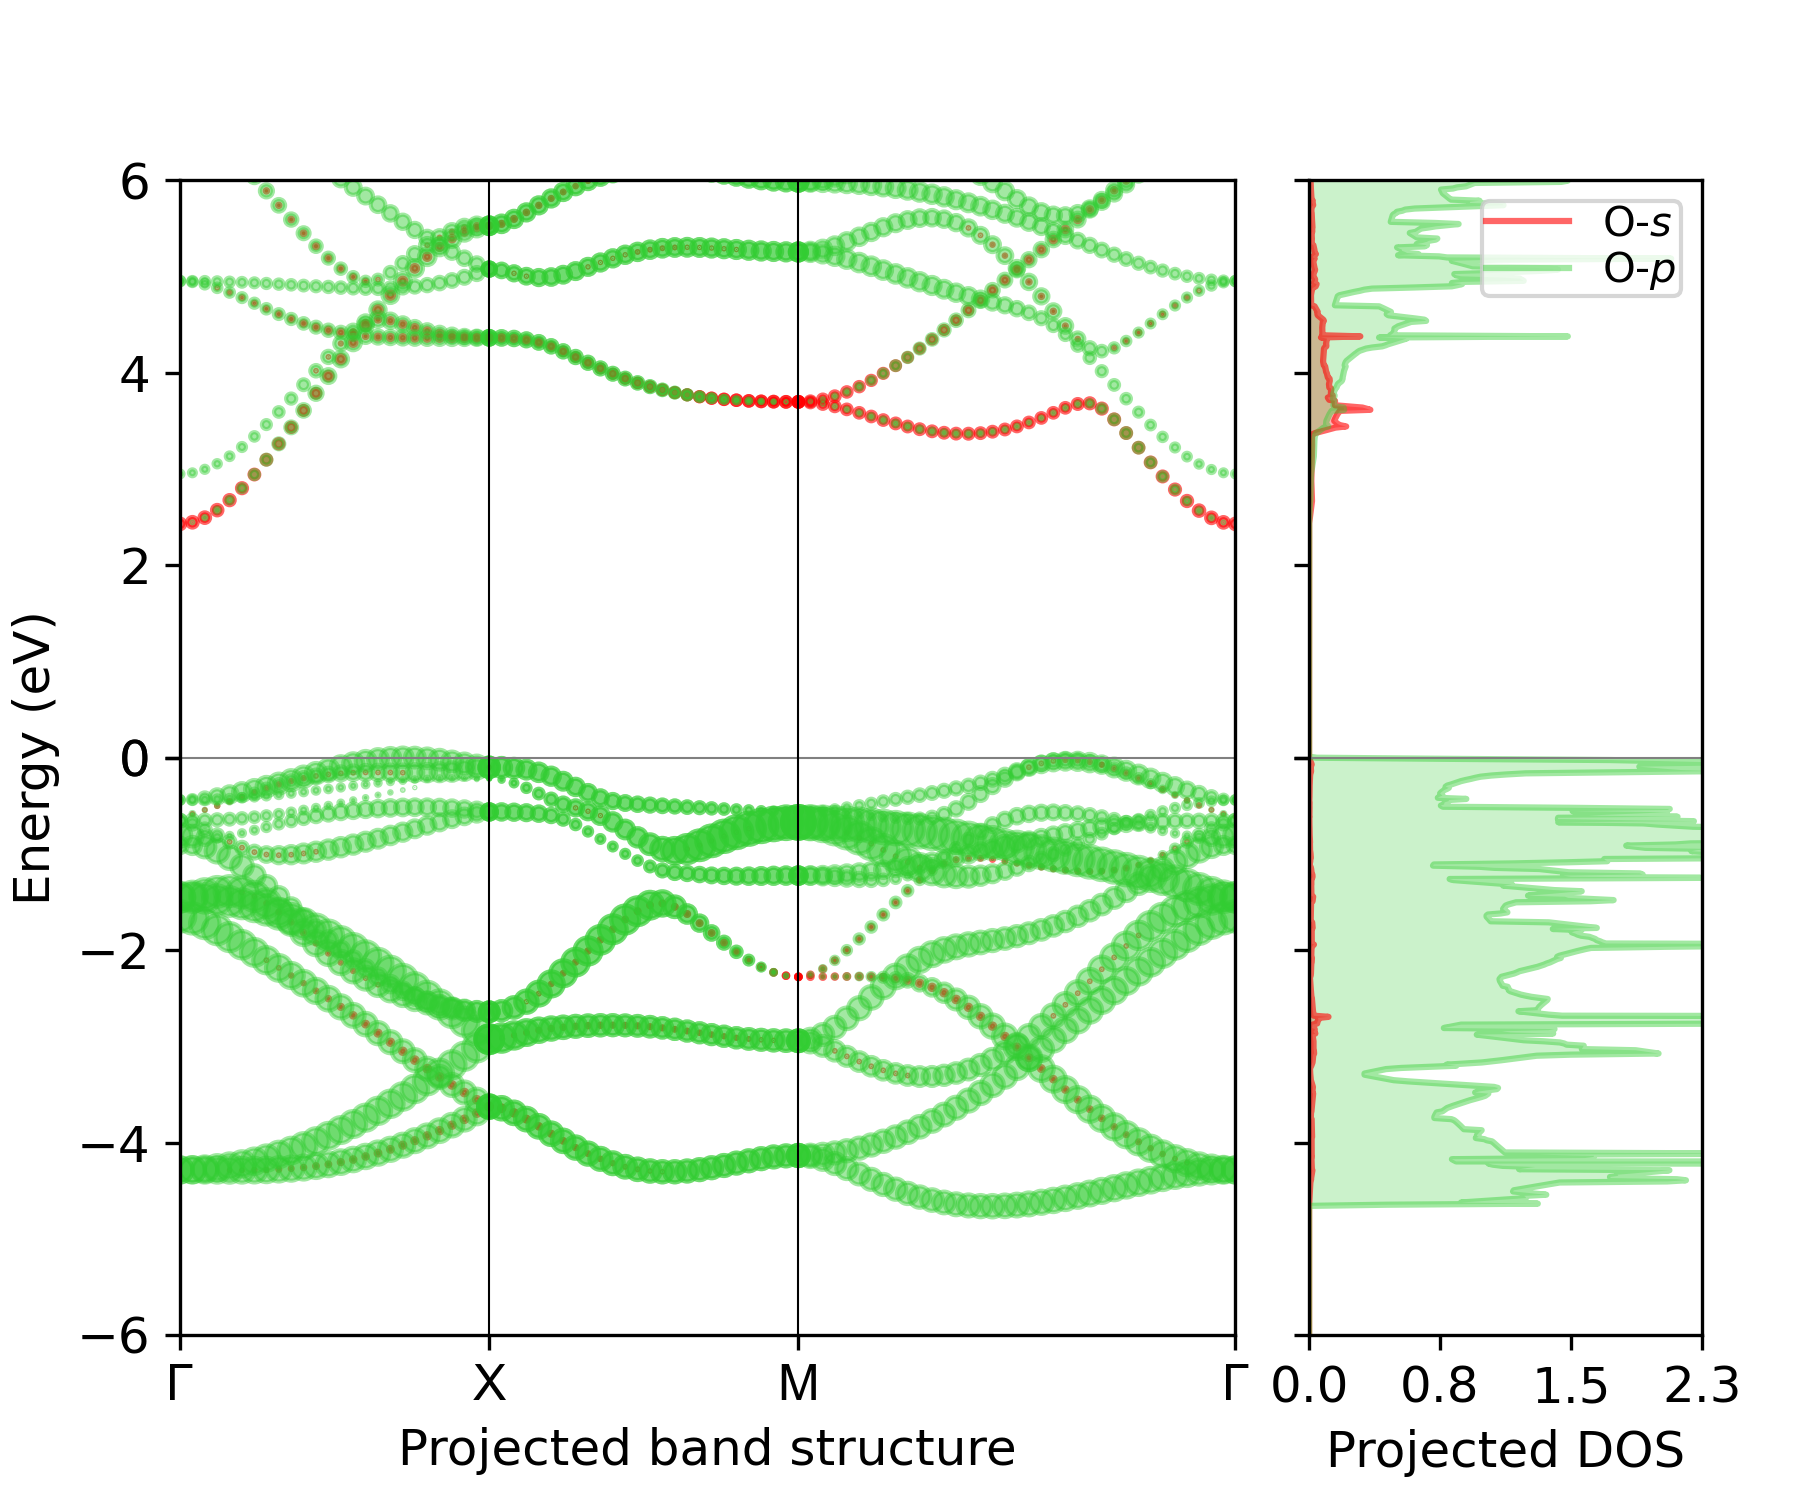 Energy (eV)
6
4
2
0
−2
−4
−6
Γ X M Γ
Projected band structure
O-s
O-p
0.0 0.8 1.5 2.3
Projected DOS